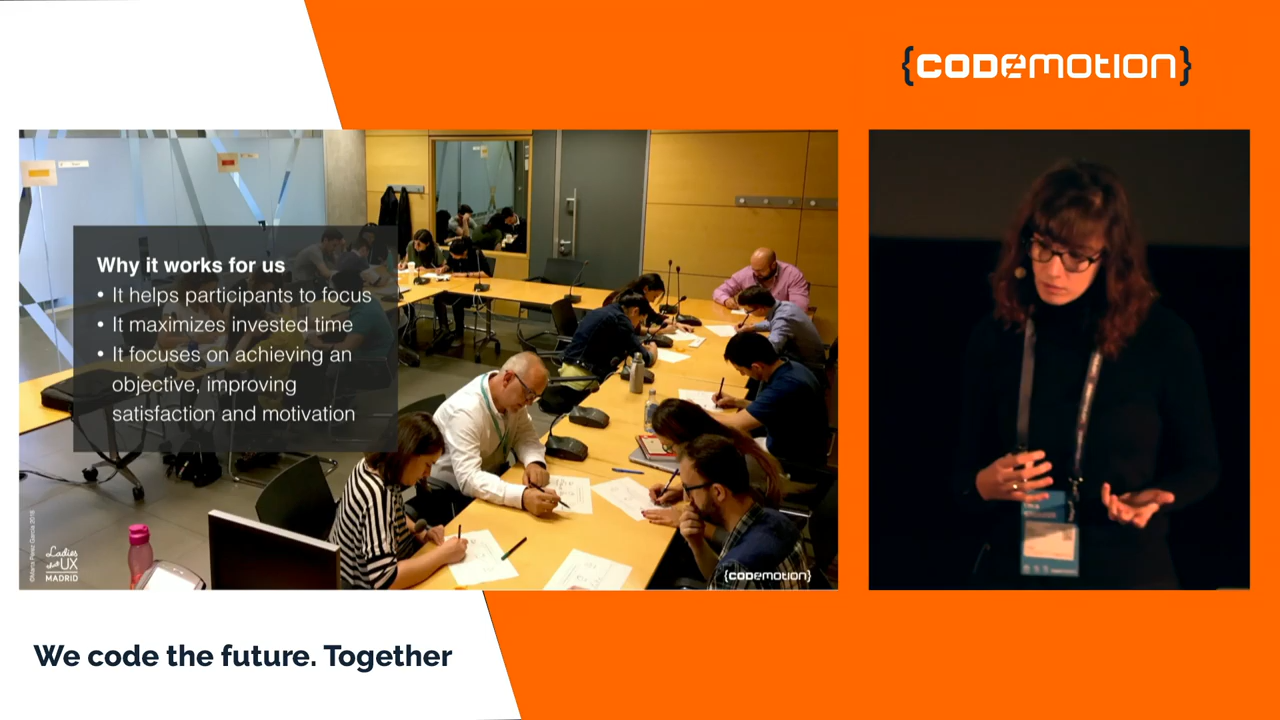 {CODEMOTION}
Why it works for us
• It helps participants to focus
• It maximizes invested time
• It focuses on achieving an
objective, improving
satisfaction and motivation
Ladies
that UX
MADRID
{CODEMOTION}
We code the future. Together